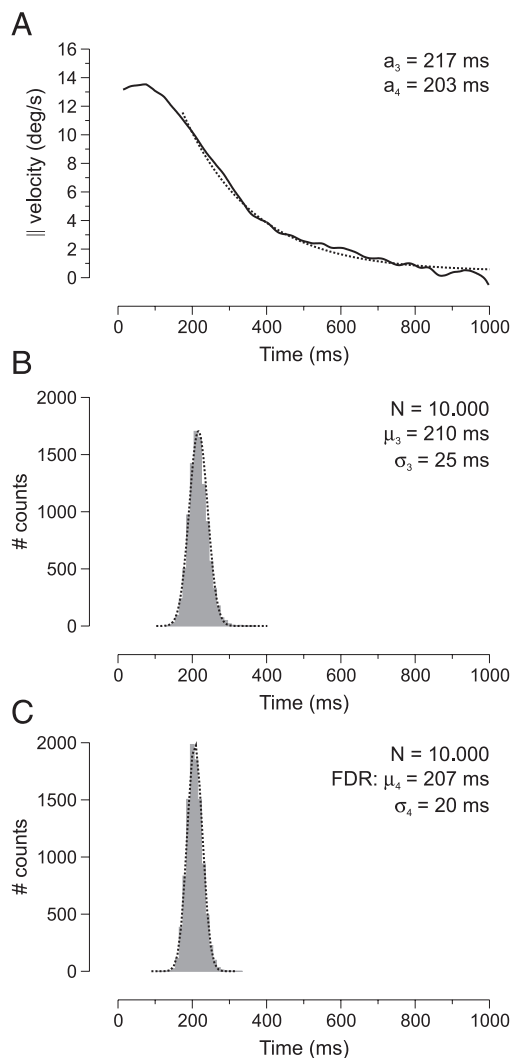 A
16
14
12
10
8
6
4
2
0
|| velocity (deg/s)
a₃ = 217 ms
a₄ = 203 ms
0 200 400 600 800 1000
Time (ms)
B
2000
1500
1000
500
0
# counts
N = 10.000
μ₃ = 210 ms
σ₃ = 25 ms
0 200 400 600 800 1000
Time (ms)
C
2000
1500
1000
500
0
# counts
N = 10.000
FDR: μ₄ = 207 ms
σ₄ = 20 ms
0 200 400 600 800 1000
Time (ms)